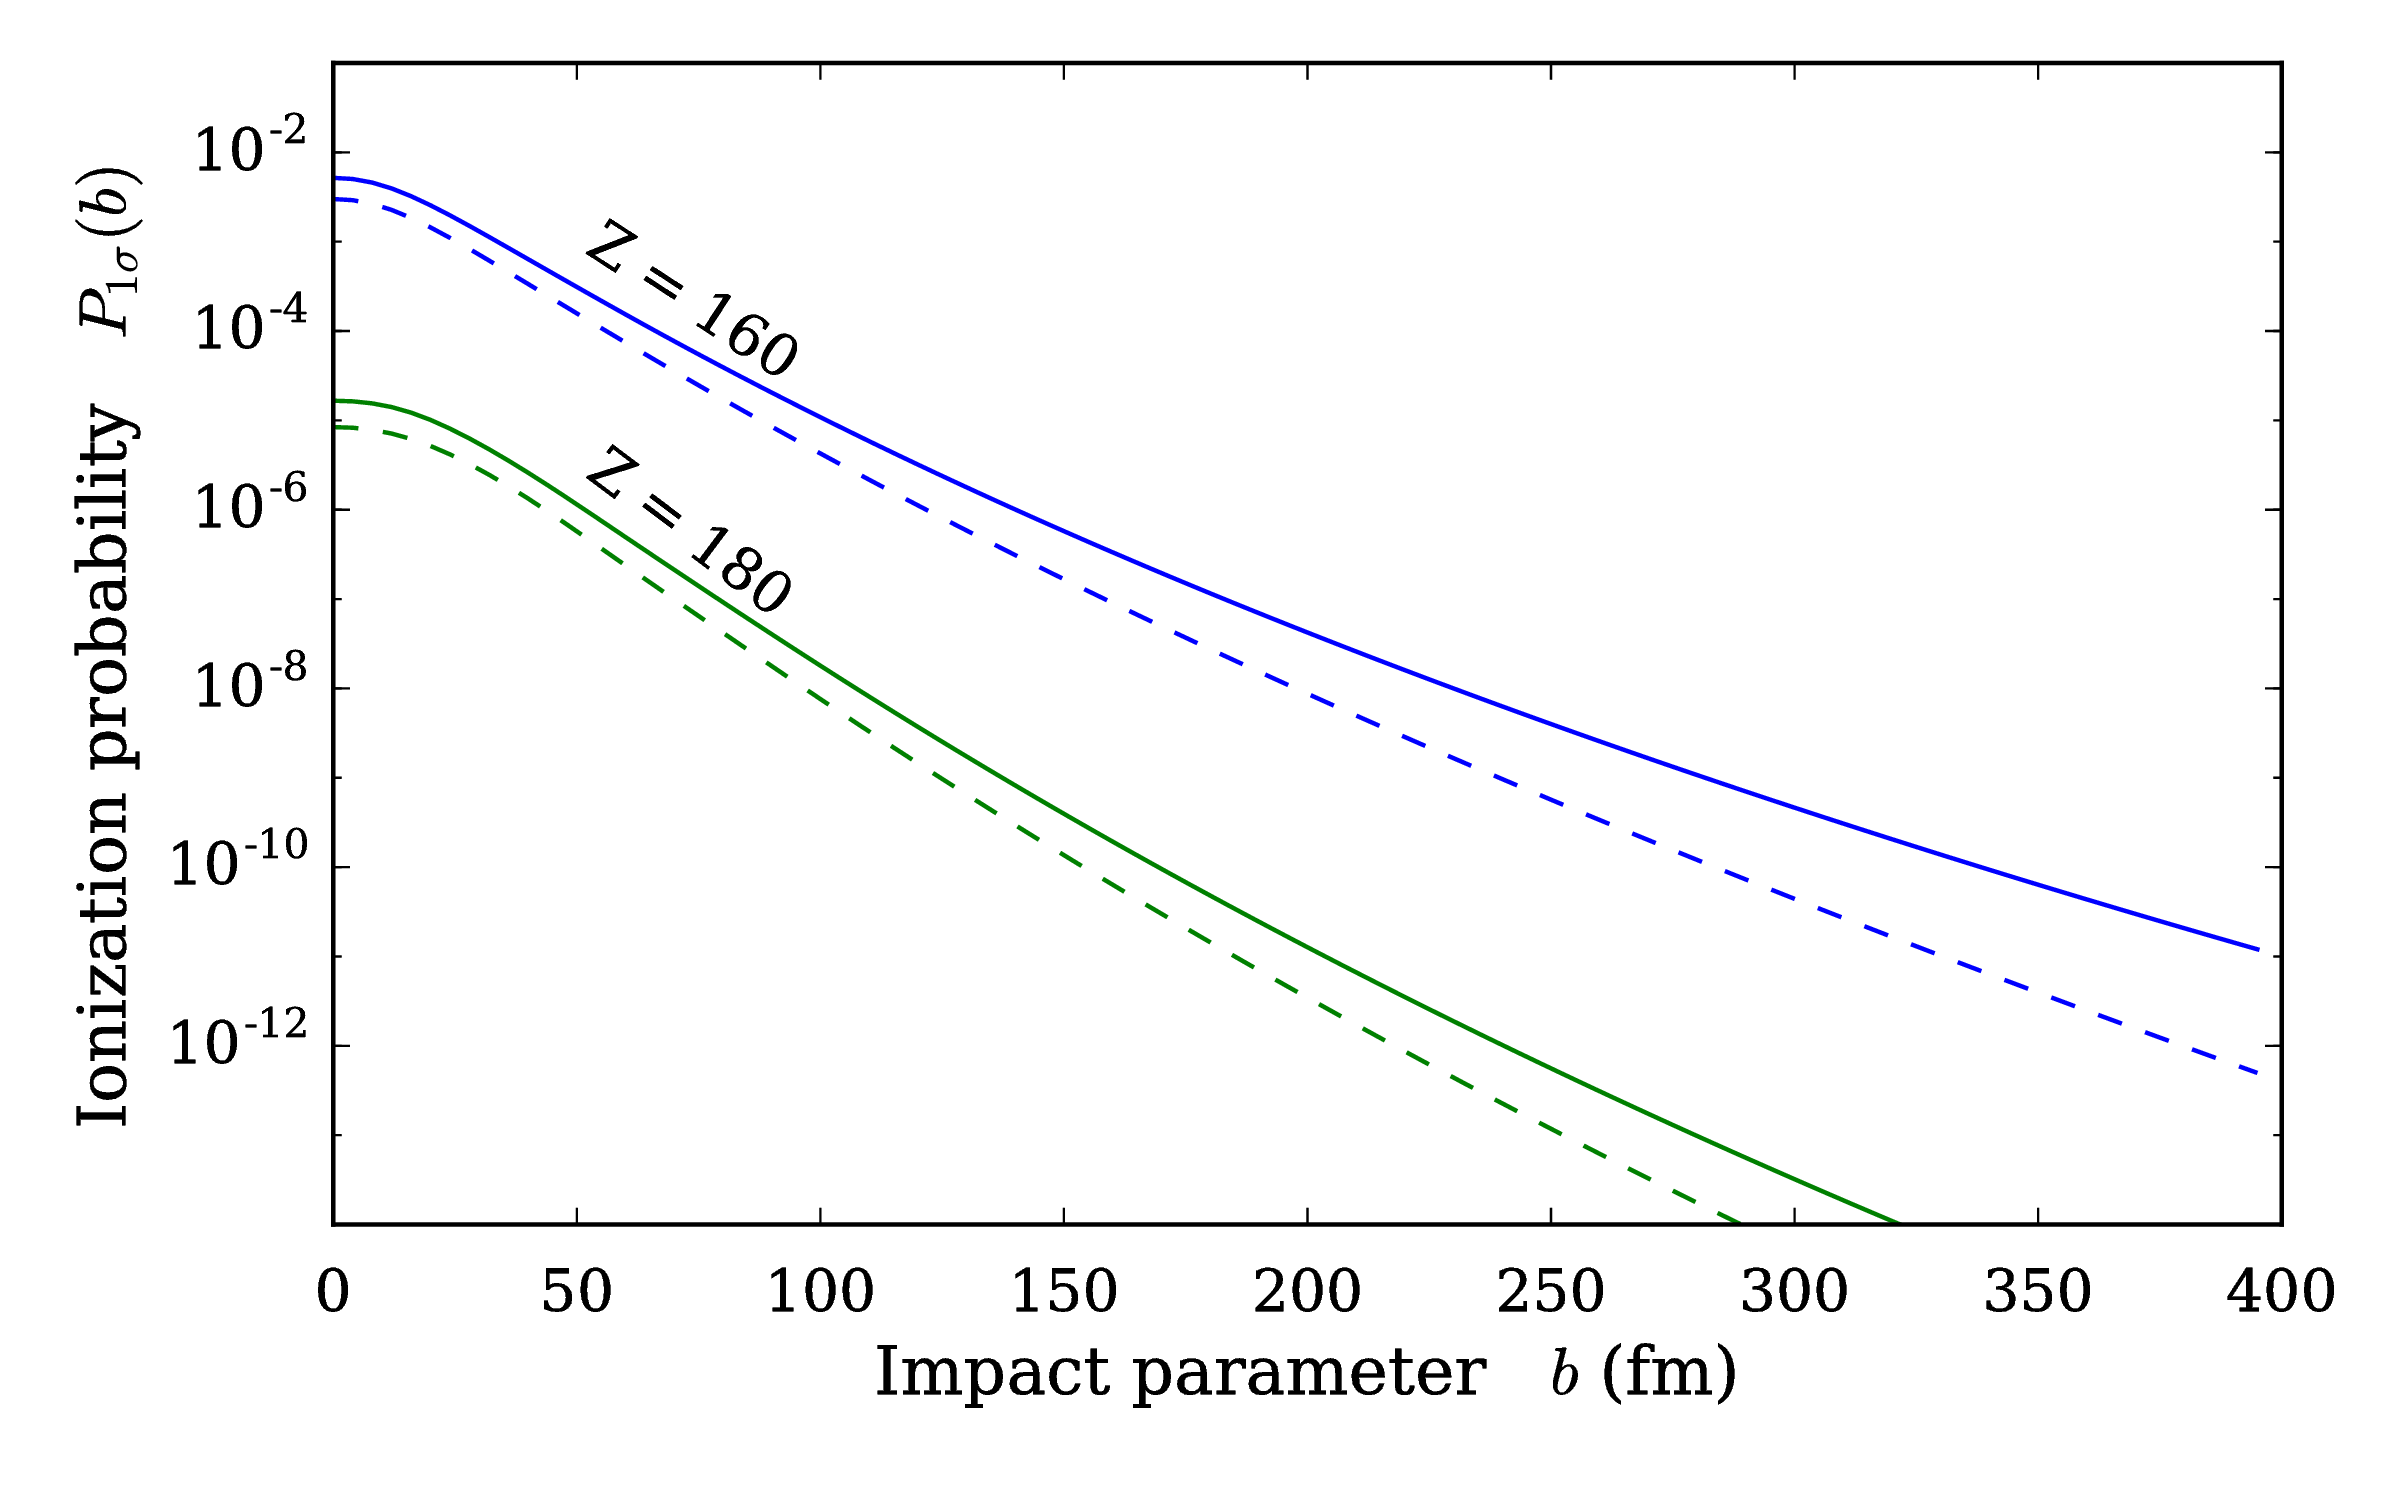 Ionization probability P1σ(b)
10-2
10-4
10-6
10-8
10-10
10-12
Z = 160
Z = 180
0 50 100 150 200 250 300 350 400
Impact parameter b (fm)